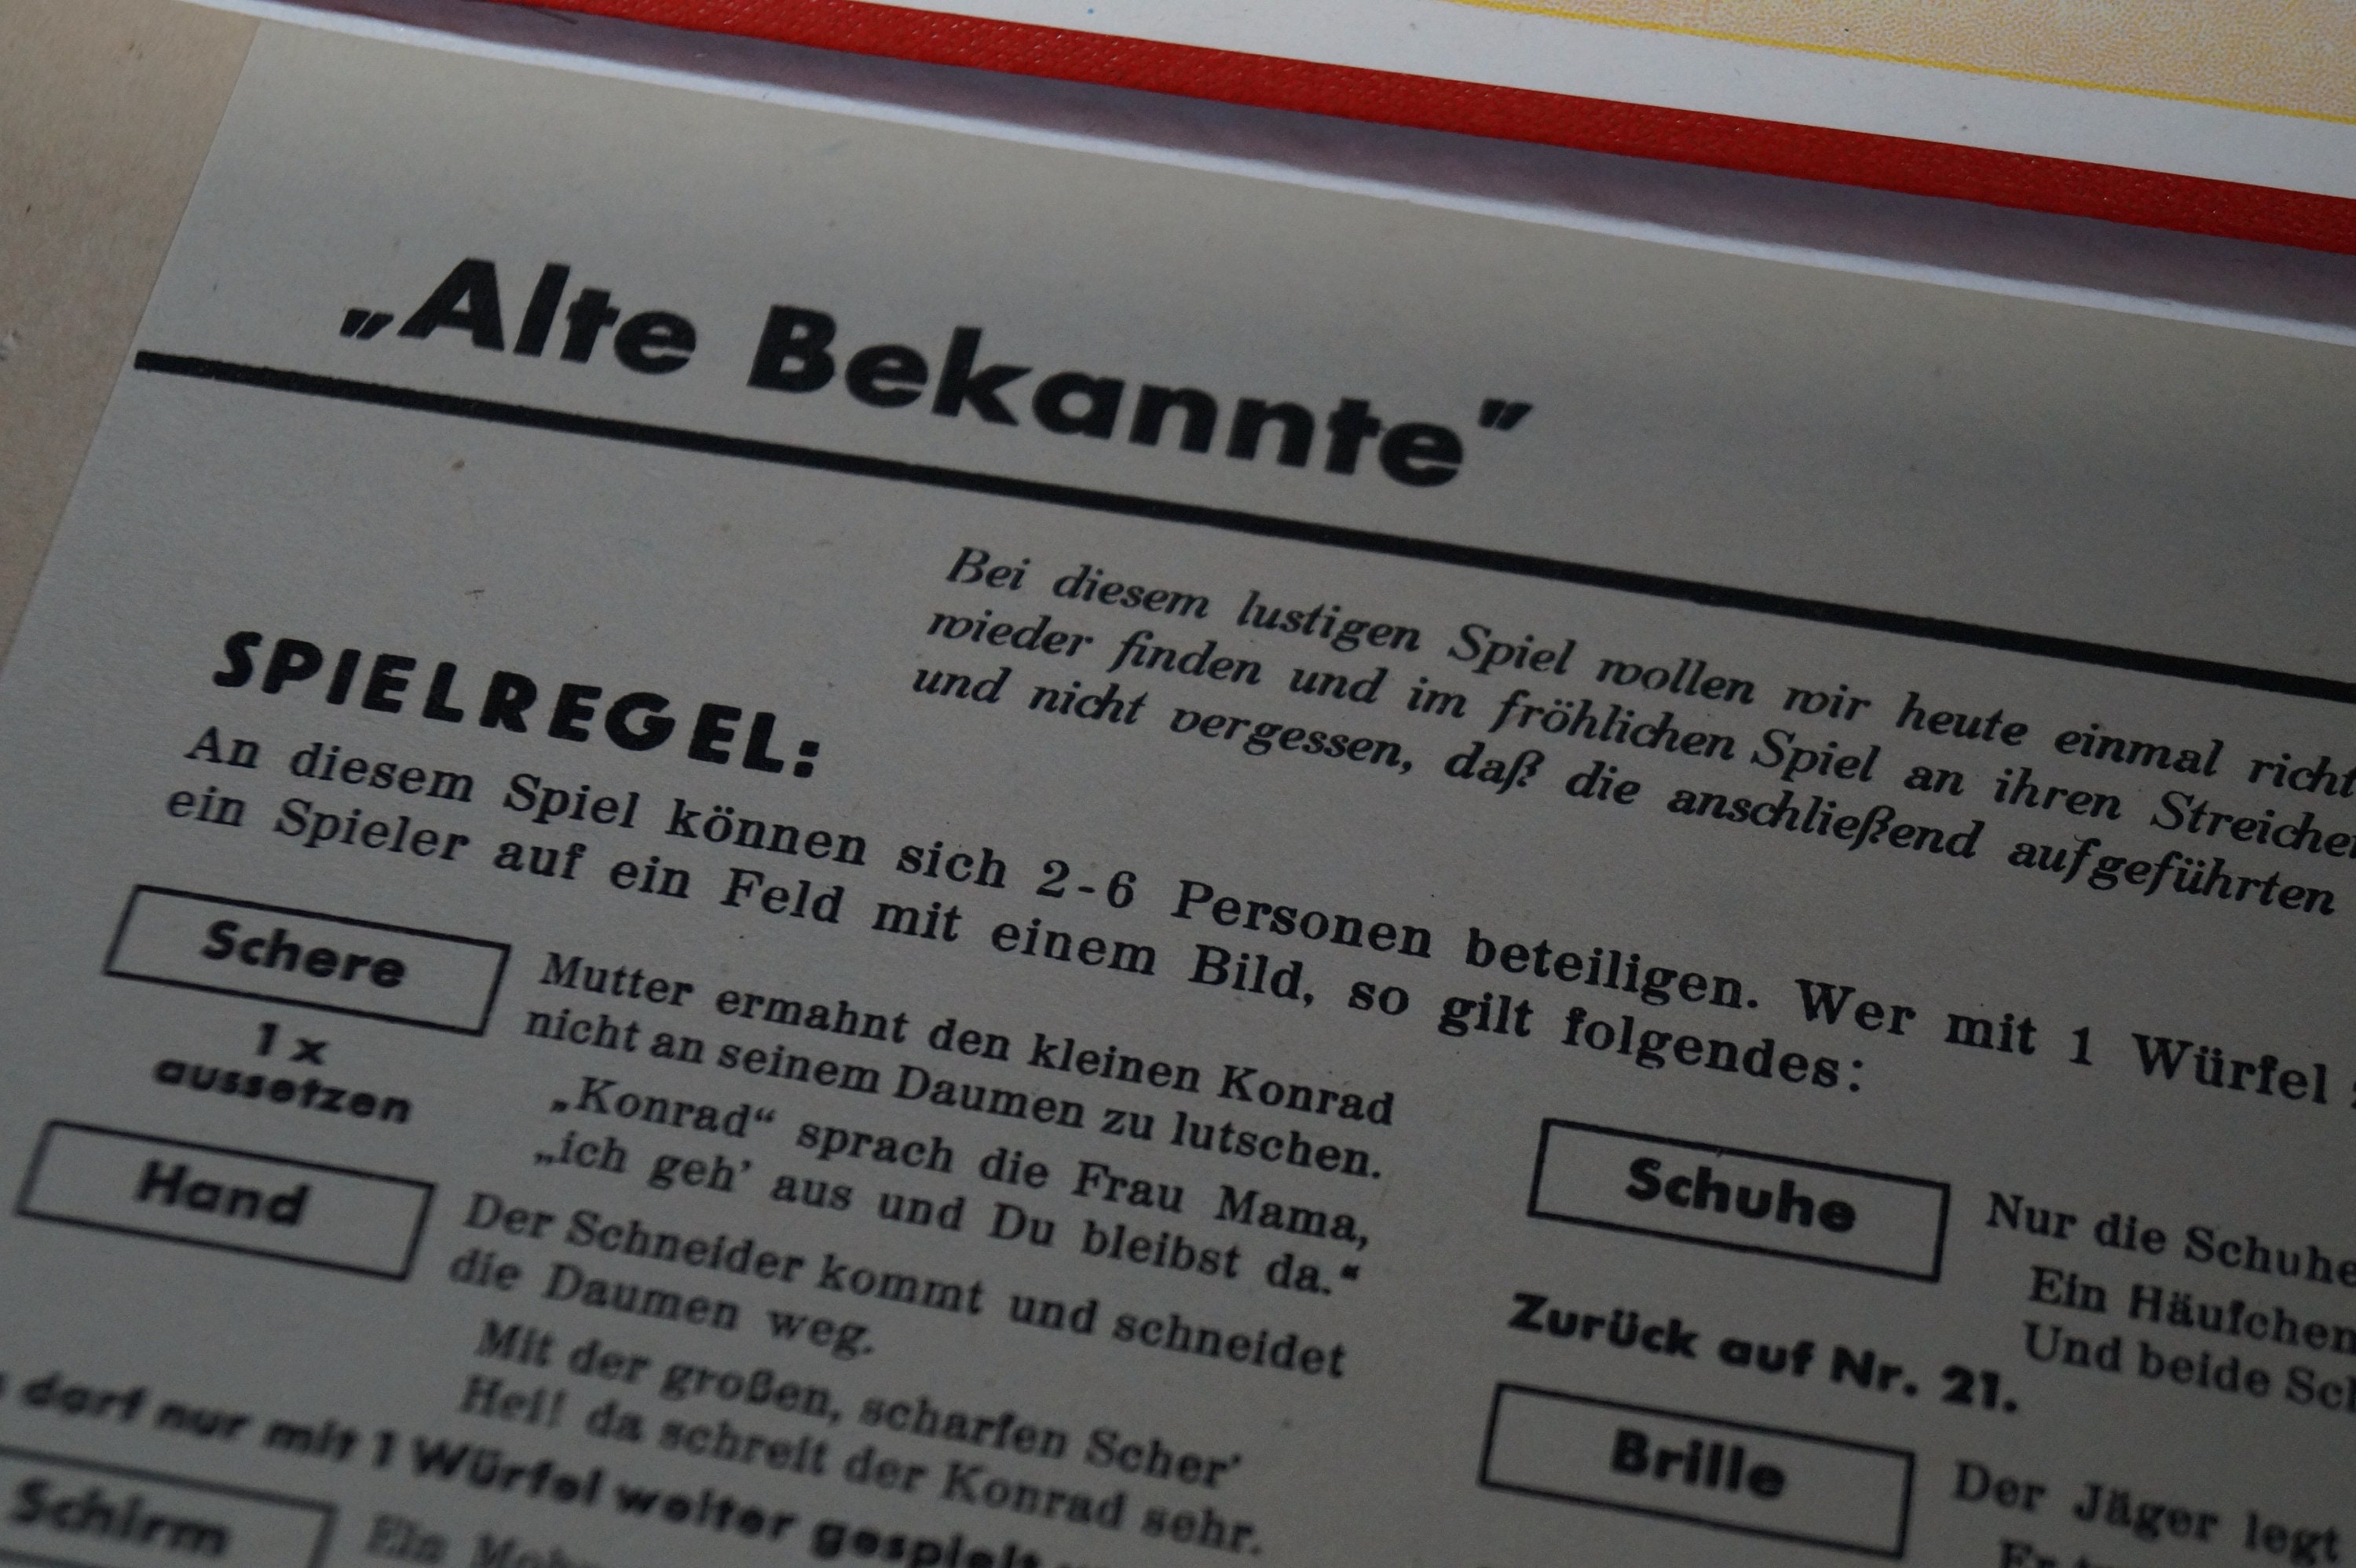 „Alte Bekannte"
Bei diesem lustigen Spiel wollen wir heute einmal
wieder finden und im fröhlichen Spiel an ihren
und nicht vergessen, daß die anschließend aufgeführten
SPIELREGEL:
An diesem Spiel können sich 2-6 Personen beteiligen. Wer mit 1 Würfel
ein Spieler auf ein Feld mit einem Bild, so gilt folgendes:
Schere
1 x
aussetzen
Mutter ermahnt den kleinen Konrad
nicht an seinem Daumen zu lutschen.
„Konrad“ sprach die Frau Mama,
„ich geh’ aus und Du bleibst da.“
Hand
Der Schneider kommt und schneidet
die Daumen weg.
Mit der großen, scharfen Scher’
Hei! da schreit der Konrad sehr.
darf nur mit 1 Würfel weiter gespielt
Schirm
Ein
Schuhe
Nur die Schuhe
Ein Häufchen
Und beide
Zurück auf Nr. 21.
Brille
Der Jäger legt